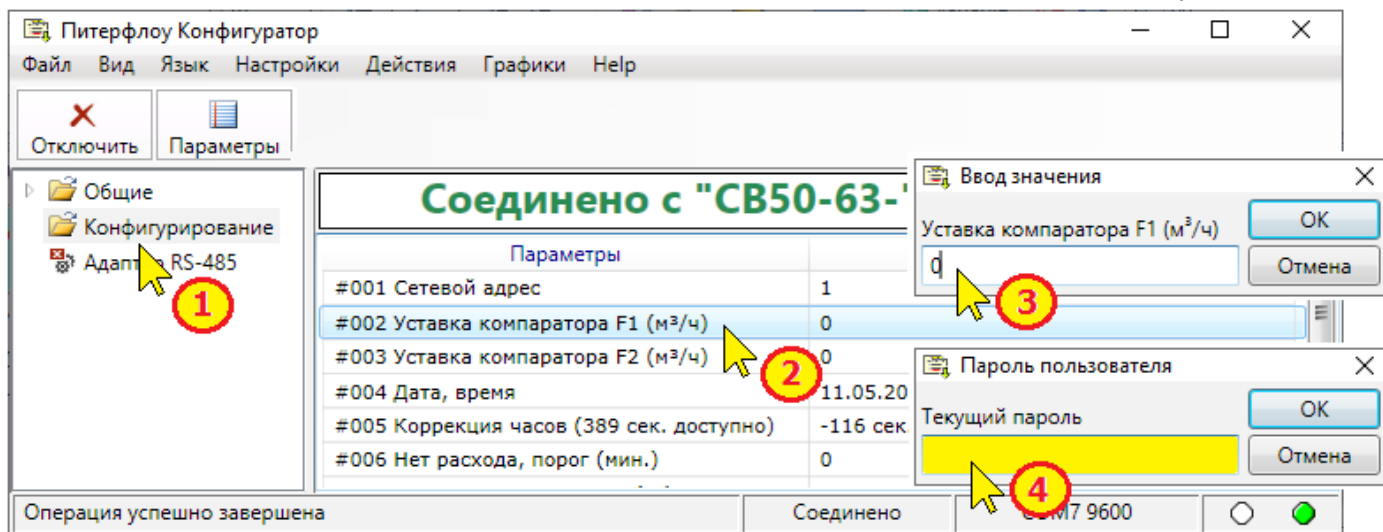 Питерфлоу Конфигуратор
Файл Вид Язык Настройки Действия Графики Help
Отключить Параметры
Общие
Конфигурирование
Адаптер RS-485
1
Соединено с "СВ50-63-"
Параметры
#001 Сетевой адрес 1
#002 Уставка компаратора F1 (м³/ч) 0
#003 Уставка компаратора F2 (м³/ч) 0
2
#004 Дата, время 11.05.20
#005 Коррекция часов (389 сек. доступно) -116 сек
#006 Нет расхода, порог (мин.) 0
Ввод значения
Уставка компаратора F1 (м³/ч) OK
0 Отмена
3
Пароль пользователя
Текущий пароль OK
Отмена
4
Операция успешно завершена Соединено COM7 9600